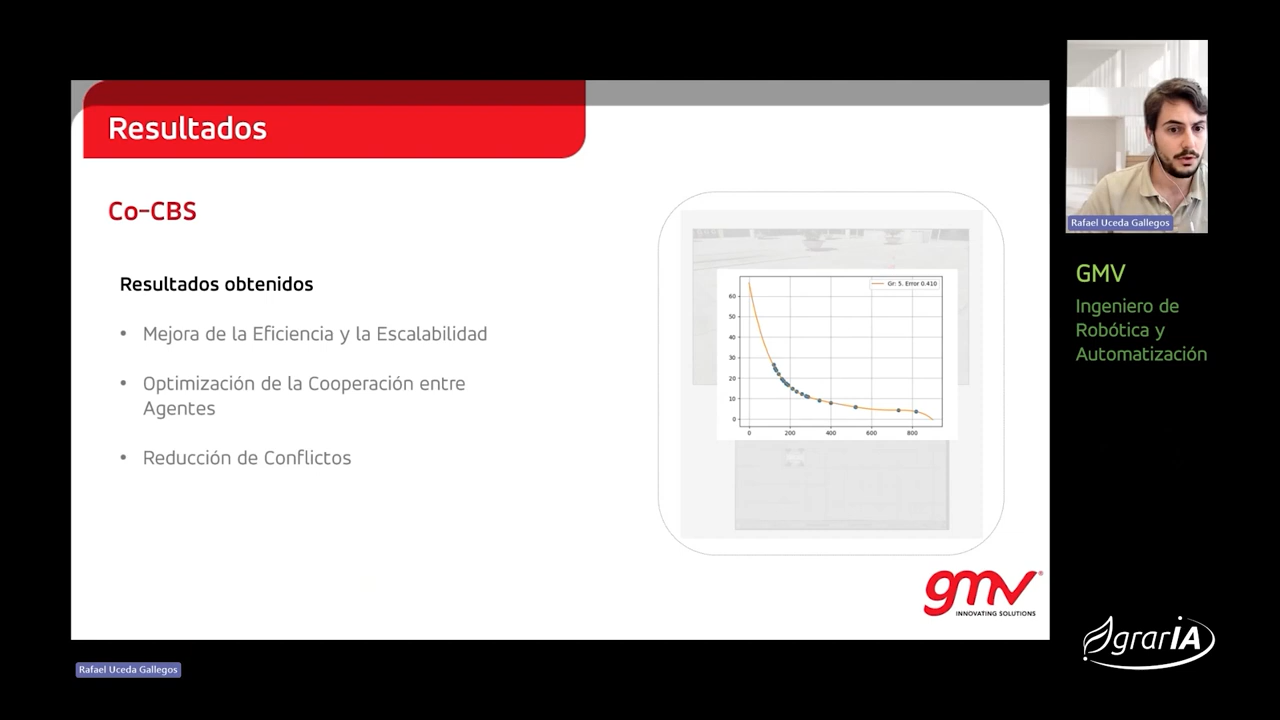 Resultados
Co-CBS
Resultados obtenidos
• Mejora de la Eficiencia y la Escalabilidad
• Optimización de la Cooperación entre
Agentes
• Reducción de Conflictos
Gr: 5. Error 0.410
60
50
40
30
20
10
0
0 200 400 600 800
gmv®
INNOVATING SOLUTIONS
Rafael Uceda Gallegos
GMV
Ingeniero de
Robótica y
Automatización
AgrarIA
Rafael Uceda Gallegos